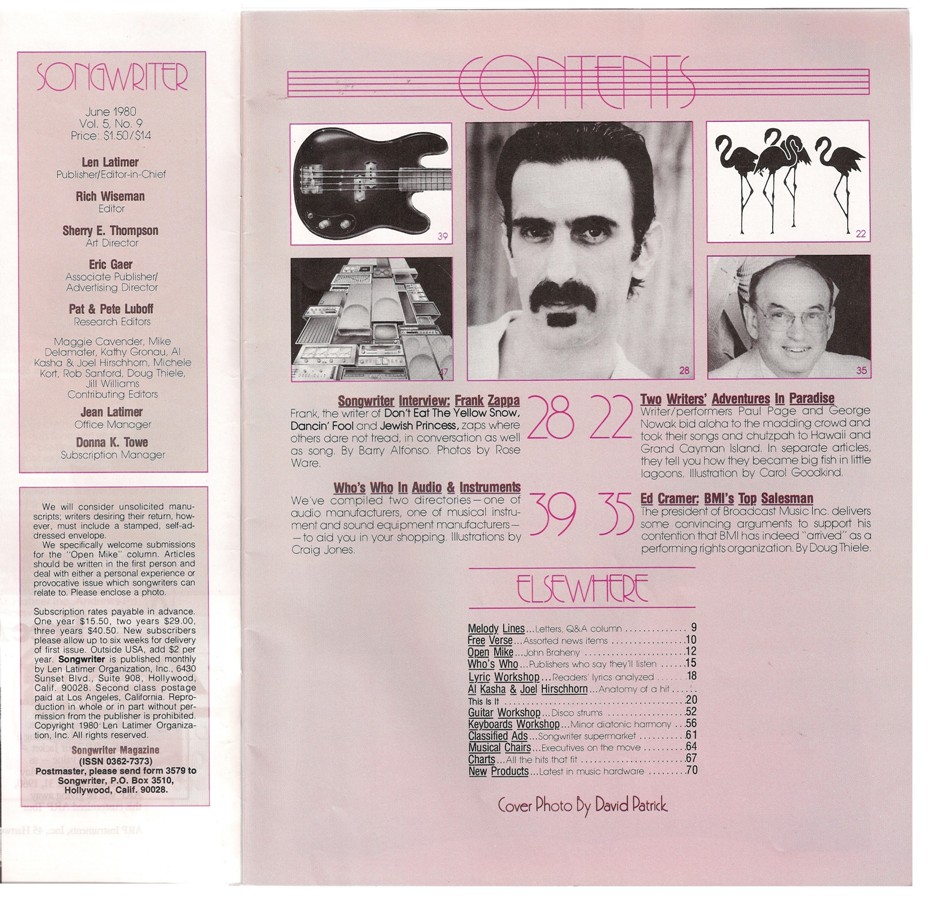 SONGWRITER
June 1980
Vol. 5, No. 9
Price: $1.50/$14
Len Latimer
Publisher/Editor-in-Chief
Rich Wiseman
Editor
Sherry E. Thompson
Art Director
Eric Gaer
Associate Publisher/
Advertising Director
Pat & Pete Luboff
Research Editors
Maggie Cavender, Mike
Delamater, Kathy Gronau, Al
Kasha & Joel Hirschhorn, Michele
Kort, Rob Sanford, Doug Thiele,
Jill Williams
Contributing Editors
Jean Latimer
Office Manager
Donna K. Towe
Subscription Manager
We will consider unsolicited manu-
scripts; writers desiring their return, how-
ever, must include a stamped, self-ad-
dressed envelope.
We specifically welcome submissions
for the "Open Mike" column. Articles
should be written in the first person and
deal with either a personal experience or
provocative issue which songwriters can
relate to. Please enclose a photo.
Subscription rates payable in advance.
One year $15.50, two years $29.00,
three years $40.50. New subscribers
please allow up to six weeks for delivery
of first issue. Outside USA, add $2 per
year. Songwriter is published monthly
by Len Latimer Organization, Inc., 6430
Sunset Blvd., Suite 908, Hollywood,
Calif. 90028. Second class postage
paid at Los Angeles, California. Repro-
duction in whole or in part without per-
mission from the publisher is prohibited.
Copyright 1980 Len Latimer Organiza-
tion, Inc. All rights reserved.
Songwriter Magazine
(ISSN 0362-7373)
Postmaster, please send form 3579 to
Songwriter, P.O. Box 3510,
Hollywood, Calif. 90028.
CONTENTS
39
47
28
22
35
Songwriter Interview: Frank Zappa
Frank, the writer of Don't Eat The Yellow Snow,
Dancin' Fool and Jewish Princess, zaps where
others dare not tread, in conversation as well
as song. By Barry Alfonso. Photos by Rose
Ware.
28
Who's Who In Audio & Instruments
We've compiled two directories—one of
audio manufacturers, one of musical instru-
ment and sound equipment manufacturers—
—to aid you in your shopping. Illustrations by
Craig Jones.
39
22
Two Writers' Adventures In Paradise
Writer/performers Paul Page and George
Nowak bid aloha to the madding crowd and
took their songs and chutzpah to Hawaii and
Grand Cayman Island. In separate articles,
they tell you how they became big fish in little
lagoons. Illustration by Carol Goodkind.
35
Ed Cramer: BMI's Top Salesman
The president of Broadcast Music Inc. delivers
some convincing arguments to support his
contention that BMI has indeed "arrived" as a
performing rights organization. By Doug Thiele.
ELSEWHERE
Melody Lines...Letters, Q&A column .............. 9
Free Verse...Assorted news items .................10
Open Mike...John Braheny .......................12
Who's Who...Publishers who say they'll listen ......15
Lyric Workshop...Readers' lyrics analyzed ........ 18
Al Kasha & Joel Hirschhorn...Anatomy of a hit.....
This Is It .........................................20
Guitar Workshop...Disco strums ..................52
Keyboards Workshop...Minor diatonic harmony ...56
Classified Ads...Songwriter supermarket ..........61
Musical Chairs...Executives on the move ..........64
Charts...All the hits that fit ........................67
New Products...Latest in music hardware ........70
Cover Photo By David Patrick